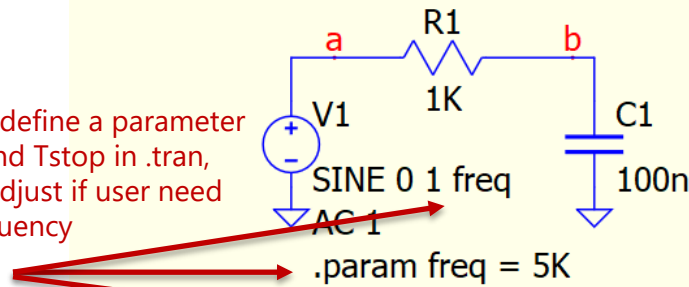 R1
a
b
1K
define a parameter
nd Tstop in .tran,
djust if user need
uency
V1
C1
SINE 0 1 freq
100n
AC 1
.param freq = 5K